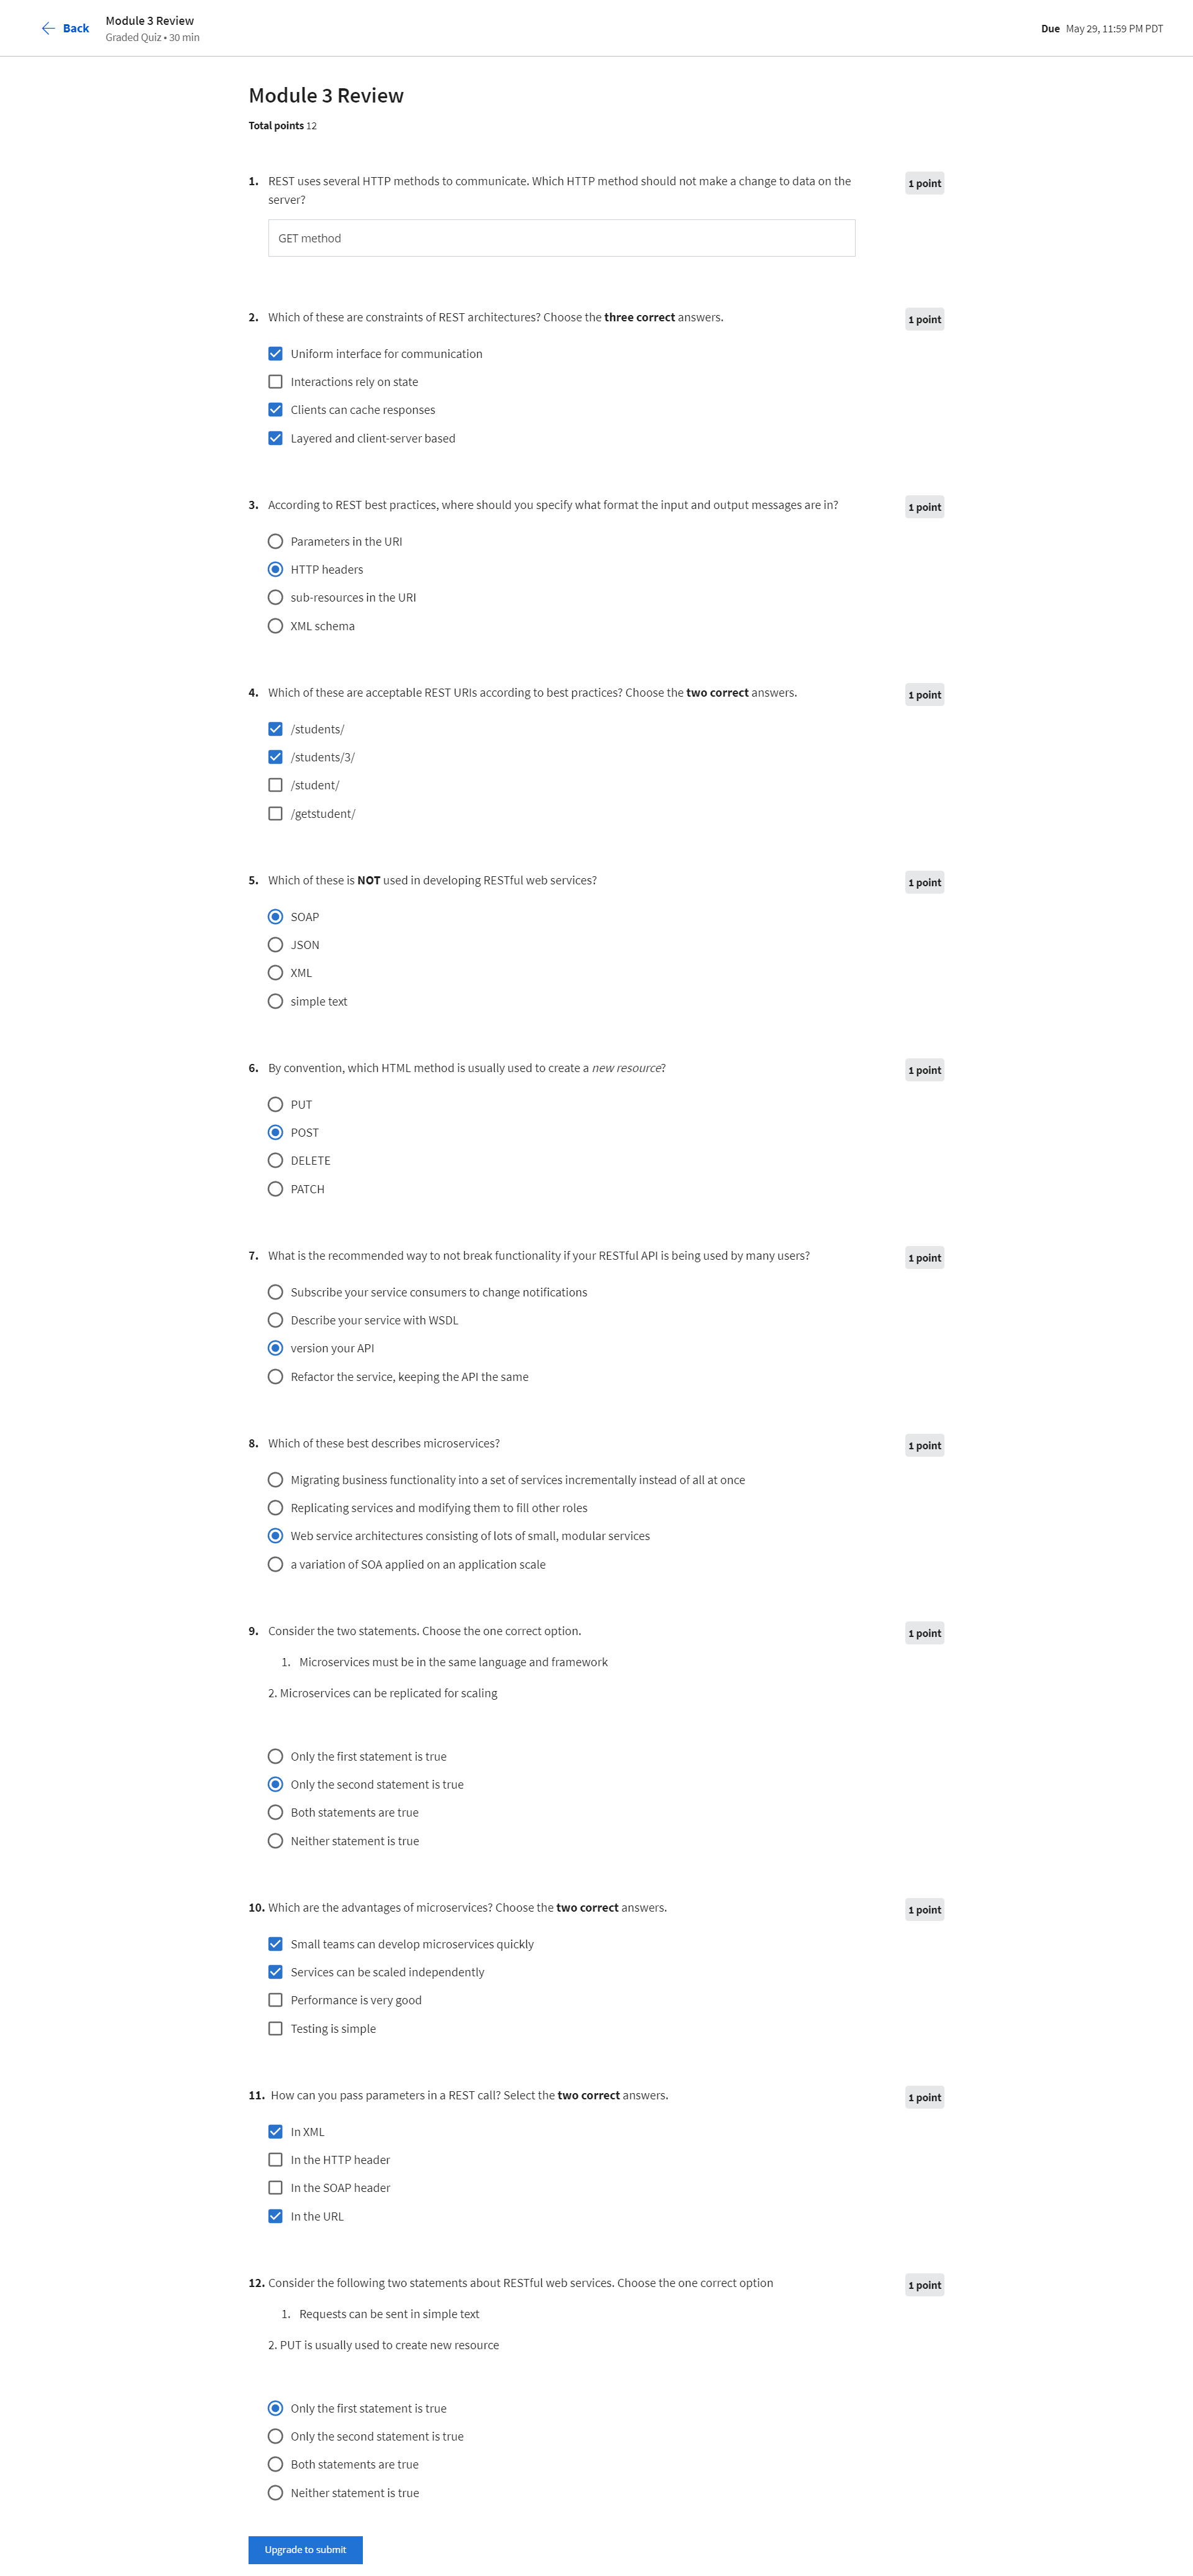 Back
Module 3 Review
Graded Quiz • 30 min
Due May 29, 11:59 PM PDT
Module 3 Review
Total points 12
1. REST uses several HTTP methods to communicate. Which HTTP method should not make a change to data on the
server?
1 point
GET method
2. Which of these are constraints of REST architectures? Choose the three correct answers.
1 point
Uniform interface for communication
Interactions rely on state
Clients can cache responses
Layered and client-server based
3. According to REST best practices, where should you specify what format the input and output messages are in?
1 point
Parameters in the URI
HTTP headers
sub-resources in the URI
XML schema
4. Which of these are acceptable REST URIs according to best practices? Choose the two correct answers.
1 point
/students/
/students/3/
/student/
/getstudent/
5. Which of these is NOT used in developing RESTful web services?
1 point
SOAP
JSON
XML
simple text
6. By convention, which HTML method is usually used to create a new resource?
1 point
PUT
POST
DELETE
PATCH
7. What is the recommended way to not break functionality if your RESTful API is being used by many users?
1 point
Subscribe your service consumers to change notifications
Describe your service with WSDL
version your API
Refactor the service, keeping the API the same
8. Which of these best describes microservices?
1 point
Migrating business functionality into a set of services incrementally instead of all at once
Replicating services and modifying them to fill other roles
Web service architectures consisting of lots of small, modular services
a variation of SOA applied on an application scale
9. Consider the two statements. Choose the one correct option.
1 point
1. Microservices must be in the same language and framework
2. Microservices can be replicated for scaling
Only the first statement is true
Only the second statement is true
Both statements are true
Neither statement is true
10. Which are the advantages of microservices? Choose the two correct answers.
1 point
Small teams can develop microservices quickly
Services can be scaled independently
Performance is very good
Testing is simple
11. How can you pass parameters in a REST call? Select the two correct answers.
1 point
In XML
In the HTTP header
In the SOAP header
In the URL
12. Consider the following two statements about RESTful web services. Choose the one correct option
1 point
1. Requests can be sent in simple text
2. PUT is usually used to create new resource
Only the first statement is true
Only the second statement is true
Both statements are true
Neither statement is true
Upgrade to submit